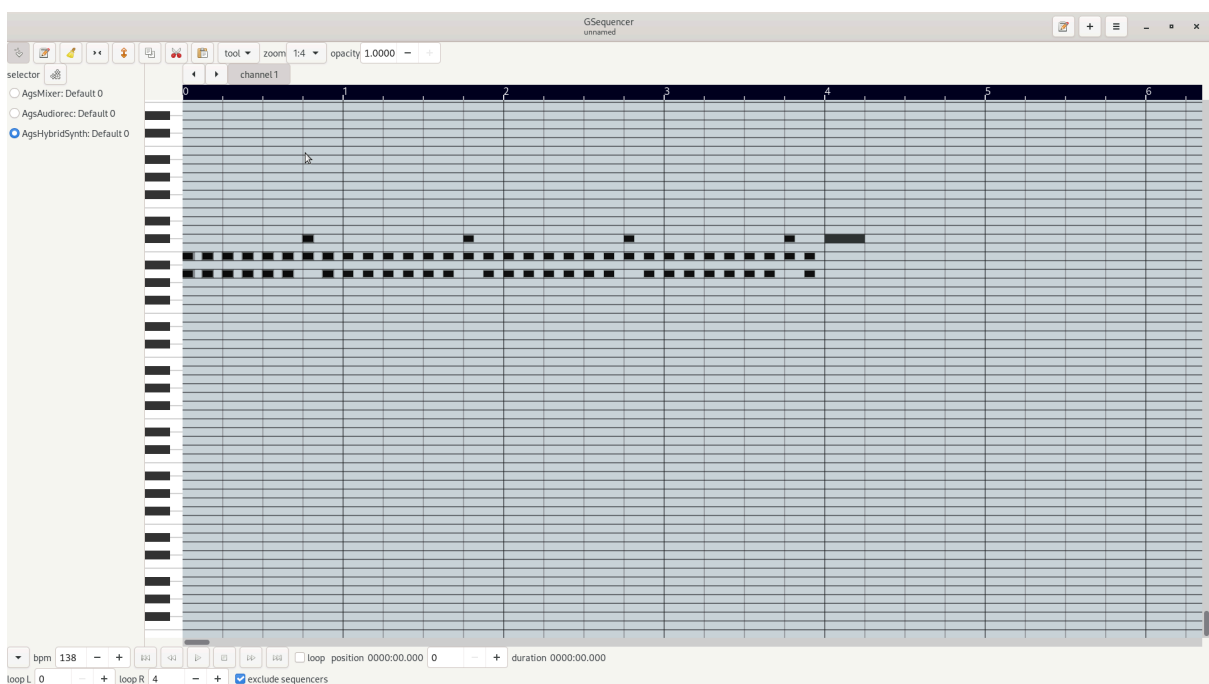 GSequencer
unnamed
tool zoom 1:4 opacity 1.0000
selector channel 1
AgsMixer: Default 0
AgsAudiorec: Default 0
AgsHybridSynth: Default 0
0 1 2 3 4 5 6
bpm 138 loop position 0000:00.000 0 duration 0000:00.000
loop L 0 loop R 4 exclude sequencers